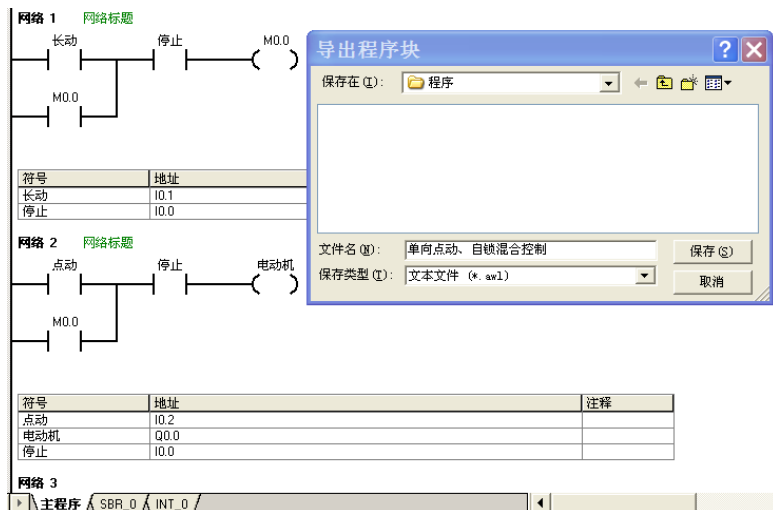 网络 1 网络标题
长动 停止 M0.0
M0.0
符号 地址
长动 I0.1
停止 I0.0
网络 2 网络标题
点动 停止 电动机
M0.0
符号 地址 注释
点动 I0.2
电动机 Q0.0
停止 I0.0
网络 3
主程序 SBR_0 INT_0
导出程序块
保存在(I): 程序
文件名(N): 单向点动、自锁混合控制 保存(S)
保存类型(T): 文本文件 (*.awl) 取消